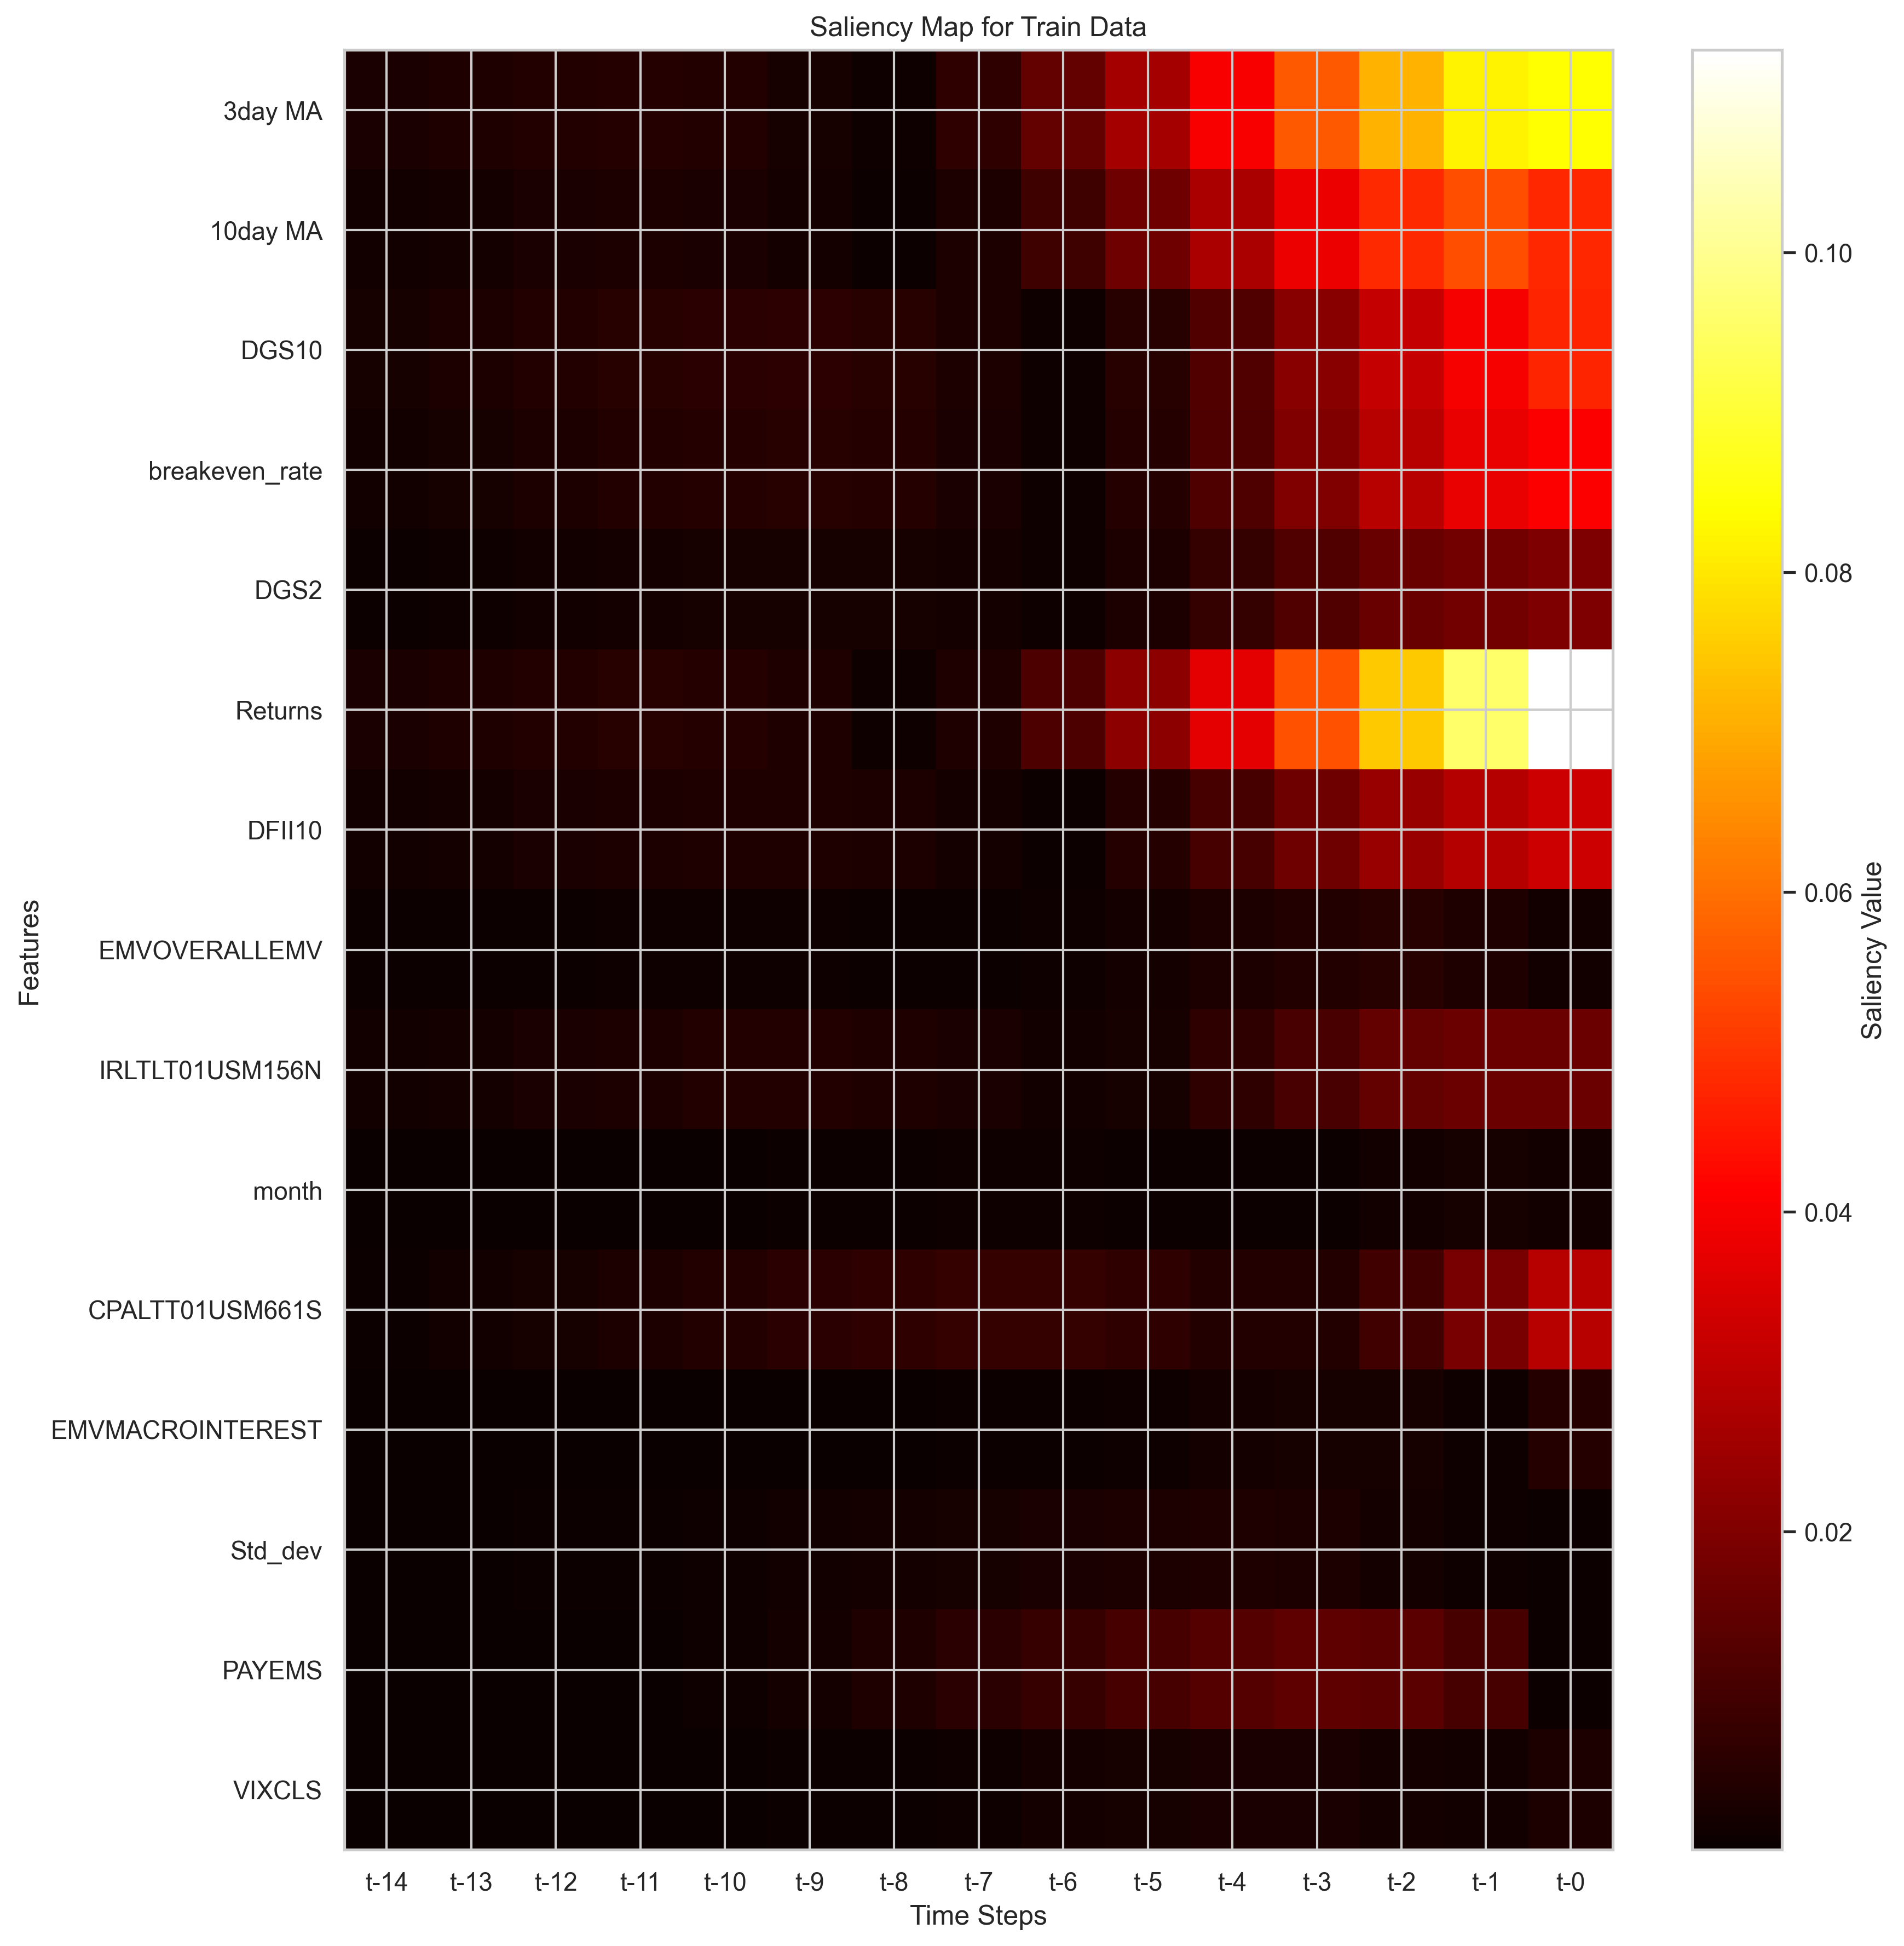 Saliency Map for Train Data
3day MA
10day MA
DGS10
breakeven_rate
DGS2
Returns
DFII10
EMVOVERALLEMV
IRLTLT01USM156N
month
CPALTT01USM661S
EMVMACROINTEREST
Std_dev
PAYEMS
VIXCLS
Features
t-14 t-13 t-12 t-11 t-10 t-9 t-8 t-7 t-6 t-5 t-4 t-3 t-2 t-1 t-0
Time Steps
0.10
0.08
0.06
0.04
0.02
Saliency Value